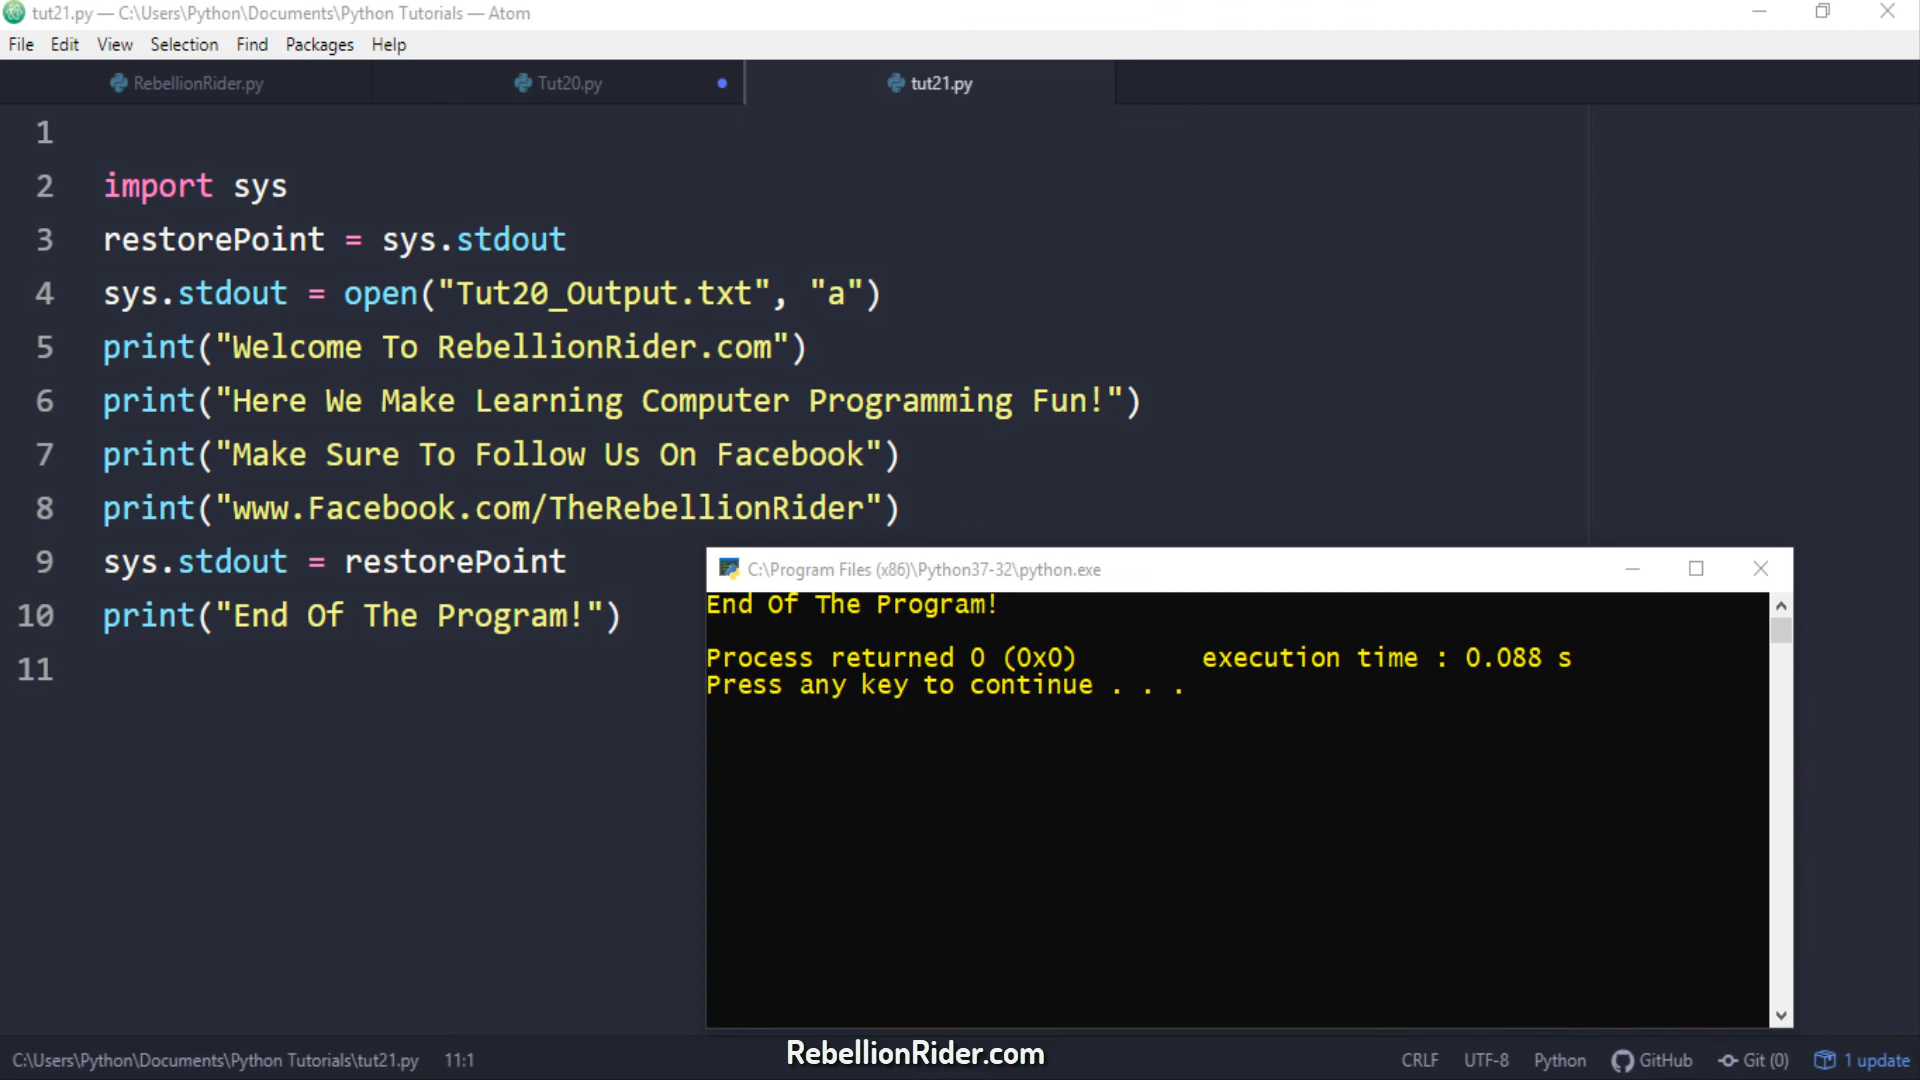 tut21.py — C:\Users\Python\Documents\Python Tutorials — Atom
File Edit View Selection Find Packages Help
RebellionRider.py Tut20.py tut21.py
1
2 import sys
3 restorePoint = sys.stdout
4 sys.stdout = open("Tut20_Output.txt", "a")
5 print("Welcome To RebellionRider.com")
6 print("Here We Make Learning Computer Programming Fun!")
7 print("Make Sure To Follow Us On Facebook")
8 print("www.Facebook.com/TheRebellionRider")
9 sys.stdout = restorePoint
10 print("End Of The Program!")
11
C:\Program Files (x86)\Python37-32\python.exe
End Of The Program!
Process returned 0 (0x0) execution time : 0.088 s
Press any key to continue . . .
RebellionRider.com
C:\Users\Python\Documents\Python Tutorials\tut21.py 11:1 CRLF UTF-8 Python GitHub Git (0) 1 update